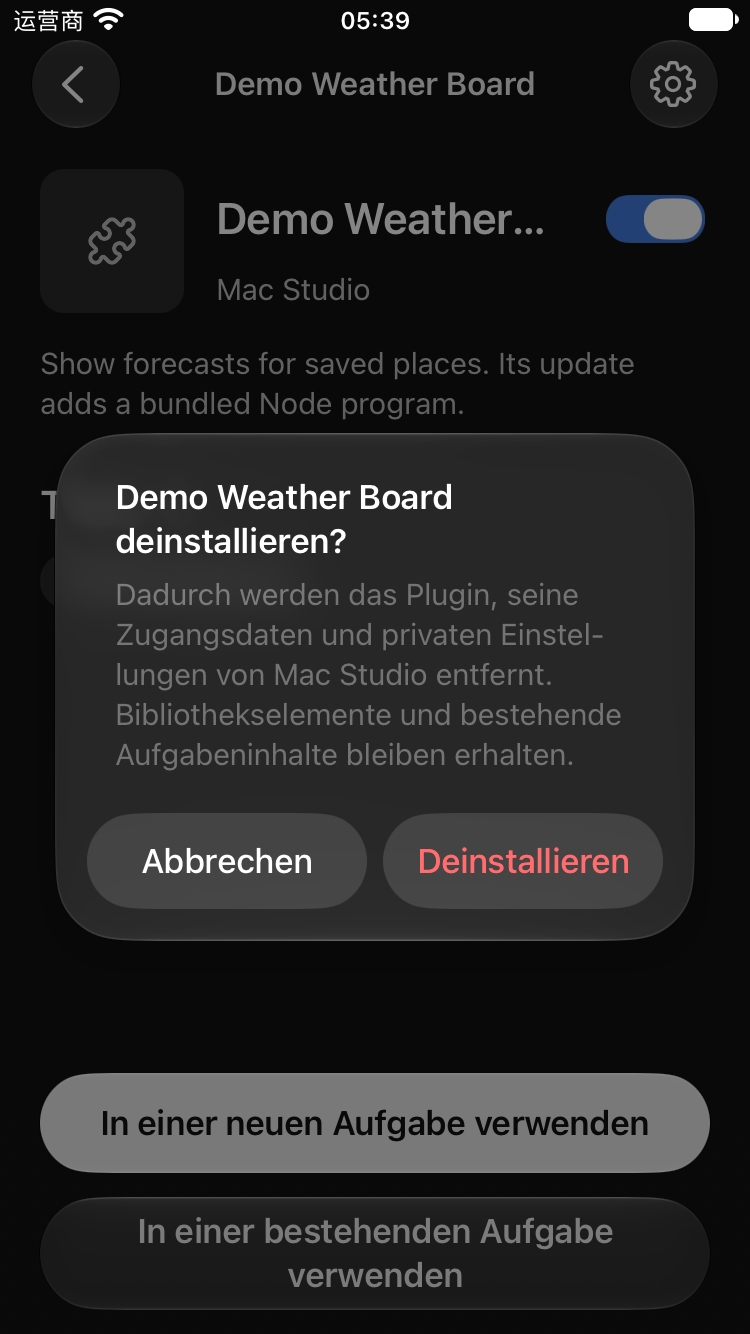 运营商
05:39
Demo Weather Board
Demo Weather...
Mac Studio
Show forecasts for saved places. Its update
adds a bundled Node program.
Demo Weather Board
deinstallieren?
Dadurch werden das Plugin, seine
Zugangsdaten und privaten Einstel-
lungen von Mac Studio entfernt.
Bibliothekselemente und bestehende
Aufgabeninhalte bleiben erhalten.
Abbrechen
Deinstallieren
In einer neuen Aufgabe verwenden
In einer bestehenden Aufgabe
verwenden